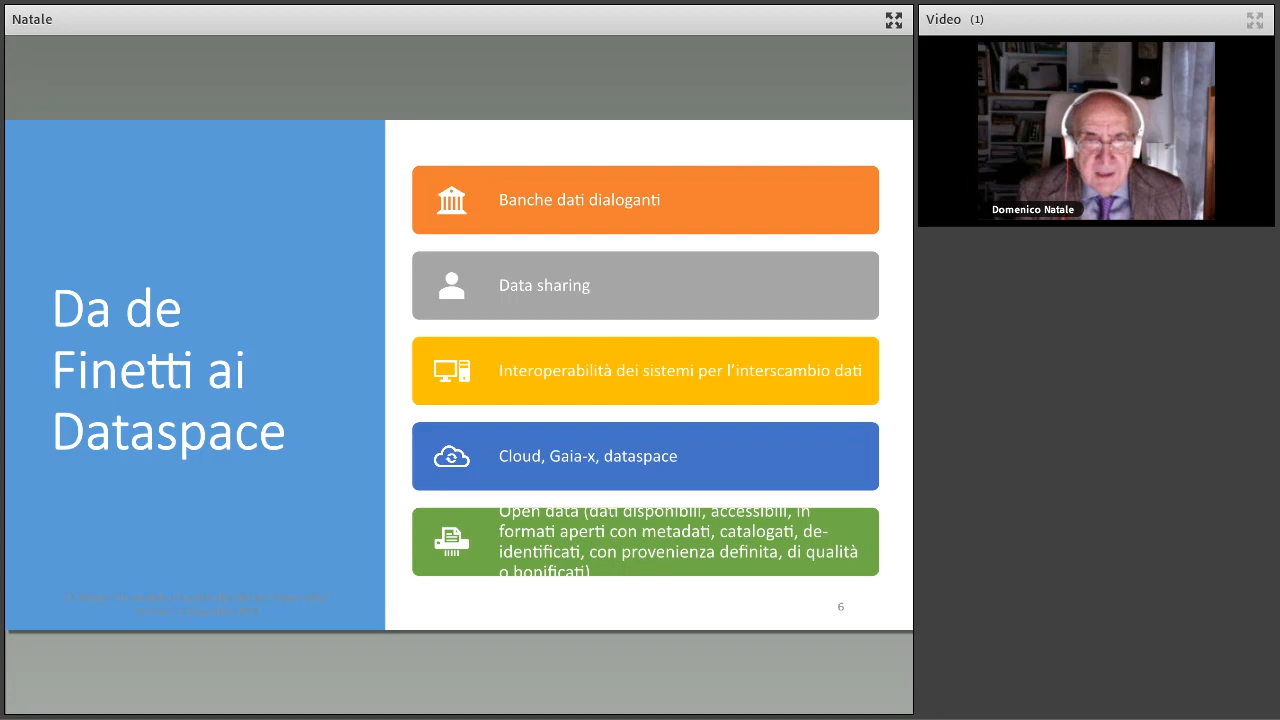 Natale
Video (1)
Domenico Natale
Da de
Finetti ai
Dataspace
Banche dati dialoganti
Data sharing
Interoperabilità dei sistemi per l'interscambio dati
Cloud, Gaia-x, dataspace
Open data (dati disponibili, accessibili, in
formati aperti con metadati, catalogati, de-
identificati, con provenienza definita, di qualità
o bonificati)
6